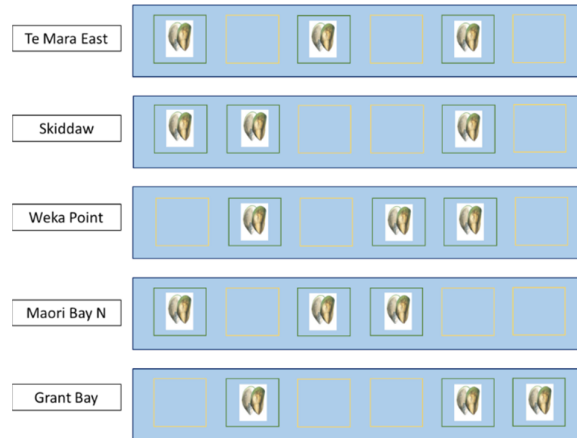 Te Mara East
Skiddaw
Weka Point
Maori Bay N
Grant Bay